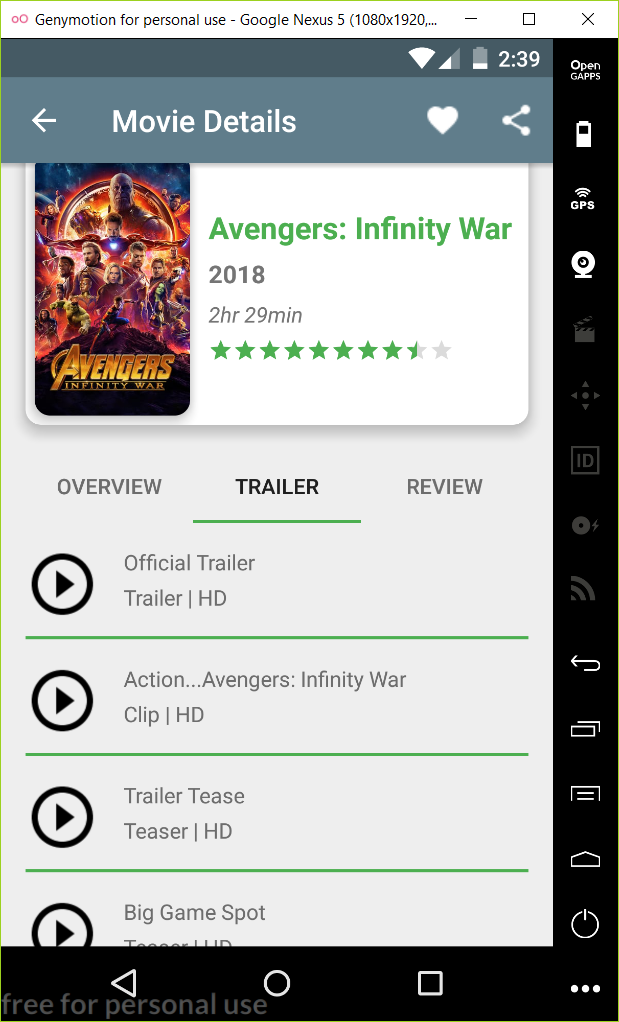 Genymotion for personal use - Google Nexus 5 (1080x1920,...
2:39
Open
GAPPS
Movie Details
GPS
AVENGERS
INFINITY WAR
Avengers: Infinity War
2018
2hr 29min
ID
OVERVIEW TRAILER REVIEW
Official Trailer
Trailer | HD
Action...Avengers: Infinity War
Clip | HD
Trailer Tease
Teaser | HD
Big Game Spot
Teaser | HD
free for personal use